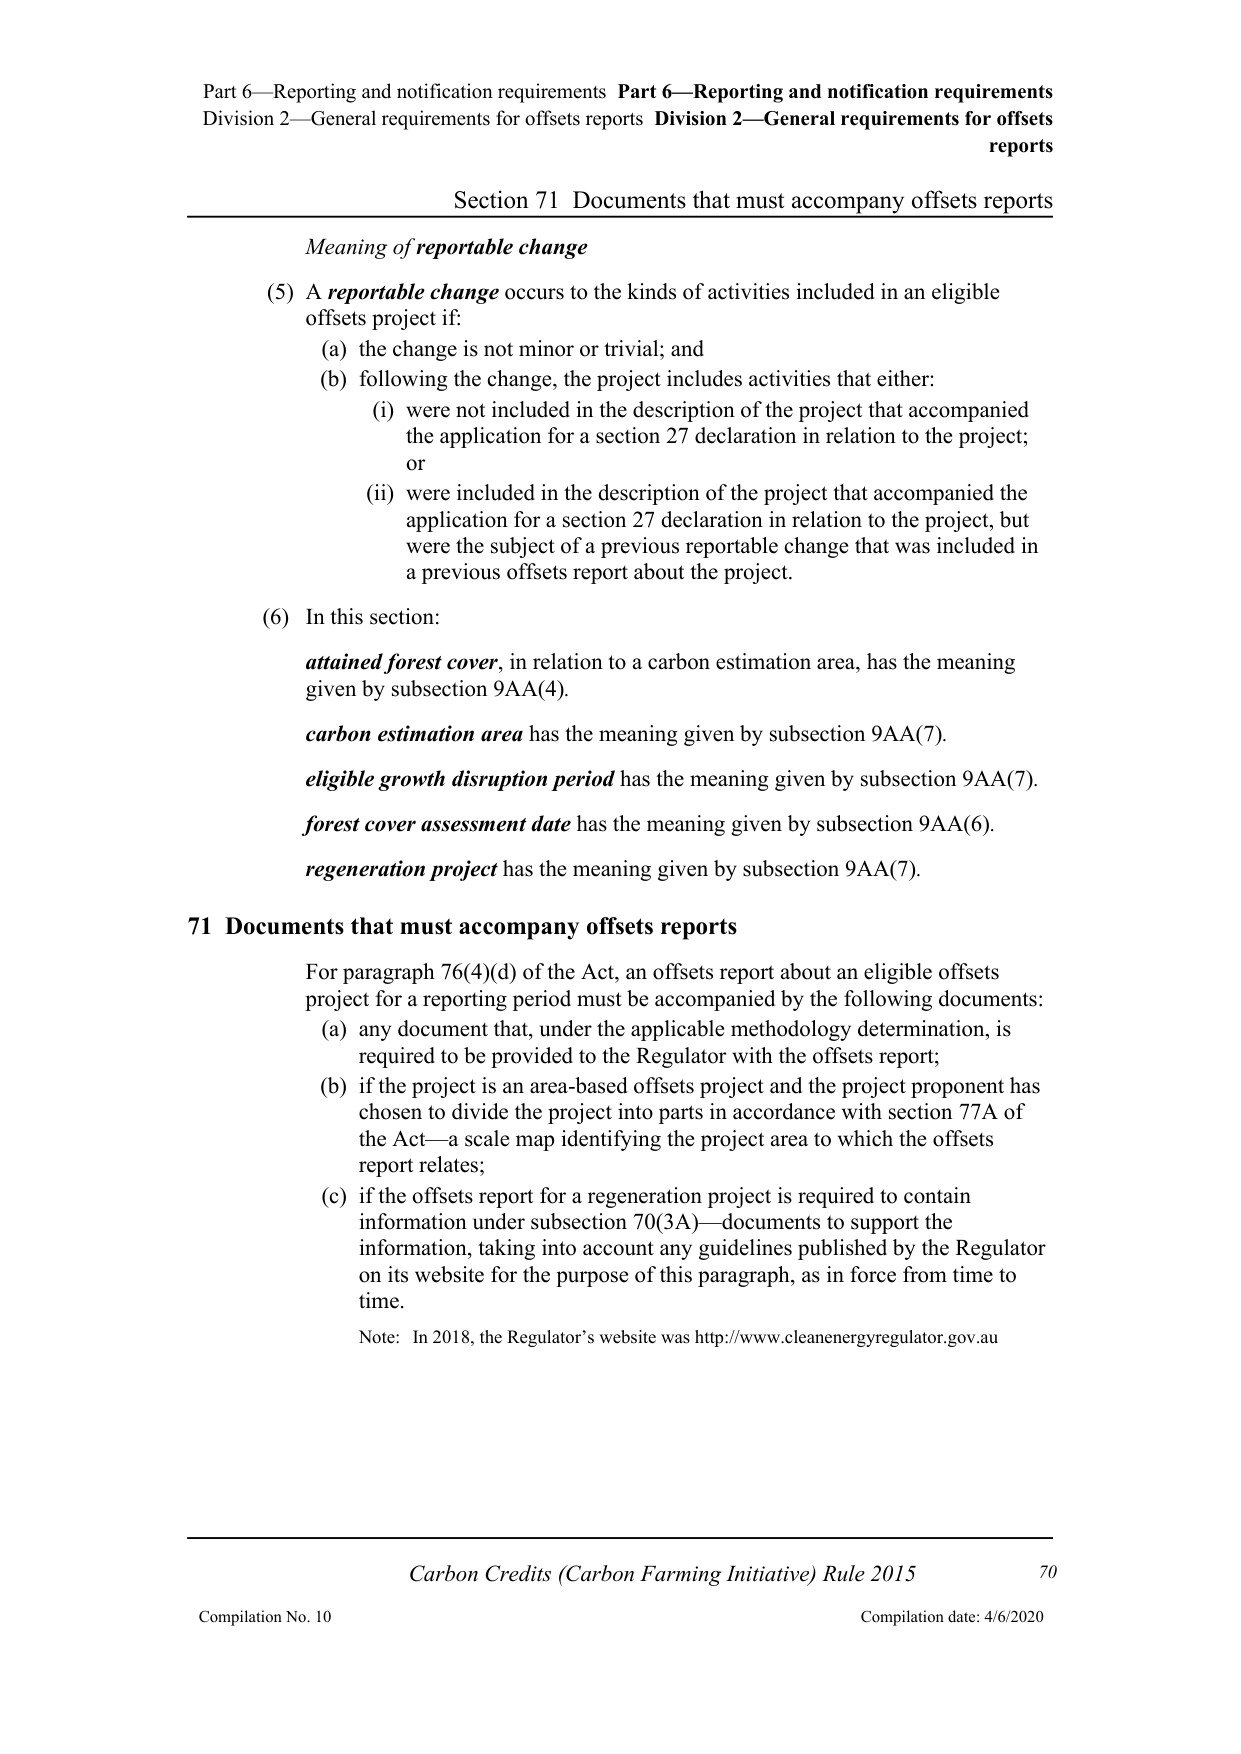 Part 6—Reporting and notification requirements Part 6—Reporting and notification requirements
Division 2—General requirements for offsets reports Division 2—General requirements for offsets
reports
Section 71 Documents that must accompany offsets reports
Meaning of reportable change
(5) A reportable change occurs to the kinds of activities included in an eligible
offsets project if:
(a) the change is not minor or trivial; and
(b) following the change, the project includes activities that either:
(i) were not included in the description of the project that accompanied
the application for a section 27 declaration in relation to the project;
or
(ii) were included in the description of the project that accompanied the
application for a section 27 declaration in relation to the project, but
were the subject of a previous reportable change that was included in
a previous offsets report about the project.
(6) In this section:
attained forest cover, in relation to a carbon estimation area, has the meaning
given by subsection 9AA(4).
carbon estimation area has the meaning given by subsection 9AA(7).
eligible growth disruption period has the meaning given by subsection 9AA(7).
forest cover assessment date has the meaning given by subsection 9AA(6).
regeneration project has the meaning given by subsection 9AA(7).
71 Documents that must accompany offsets reports
For paragraph 76(4)(d) of the Act, an offsets report about an eligible offsets
project for a reporting period must be accompanied by the following documents:
(a) any document that, under the applicable methodology determination, is
required to be provided to the Regulator with the offsets report;
(b) if the project is an area-based offsets project and the project proponent has
chosen to divide the project into parts in accordance with section 77A of
the Act—a scale map identifying the project area to which the offsets
report relates;
(c) if the offsets report for a regeneration project is required to contain
information under subsection 70(3A)—documents to support the
information, taking into account any guidelines published by the Regulator
on its website for the purpose of this paragraph, as in force from time to
time.
Note: In 2018, the Regulator’s website was http://www.cleanenergyregulator.gov.au
Carbon Credits (Carbon Farming Initiative) Rule 2015 70
Compilation No. 10 Compilation date: 4/6/2020